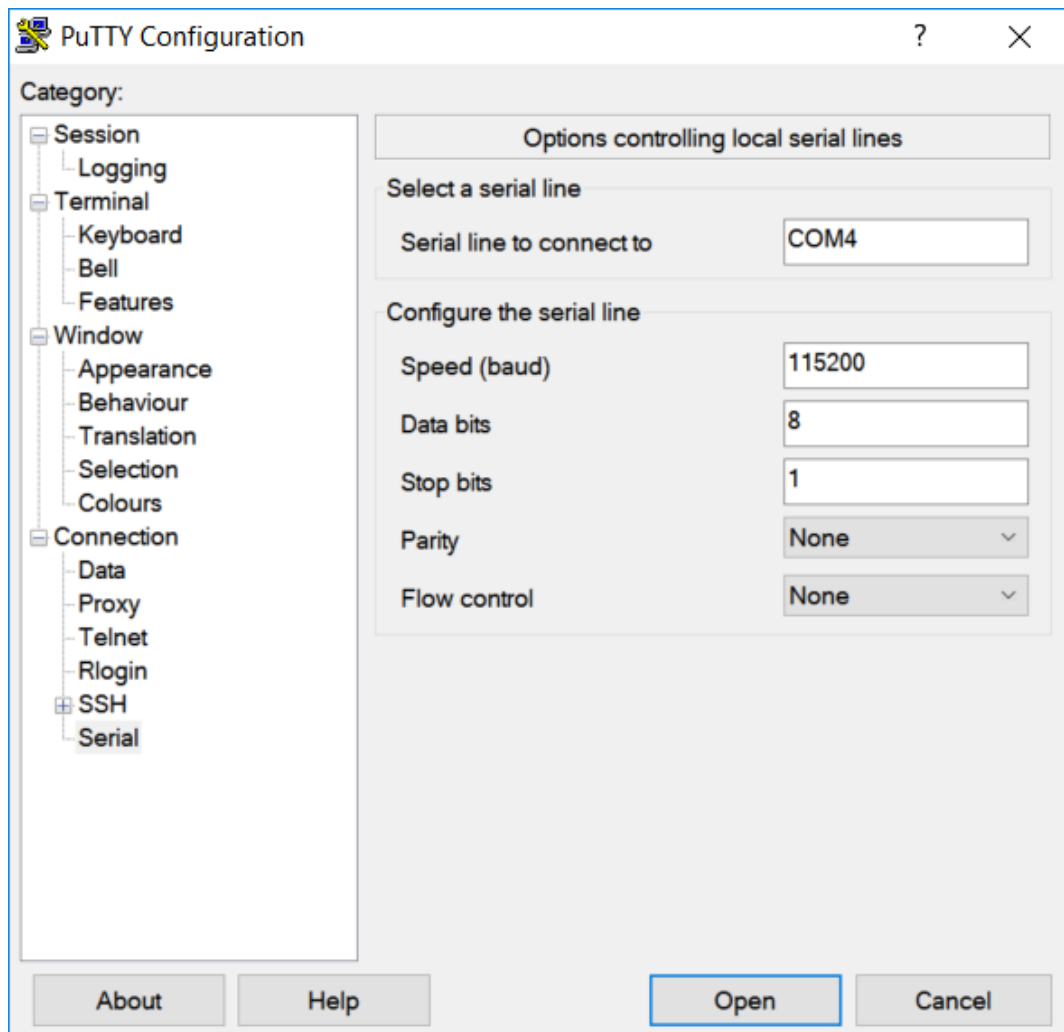 PuTTY Configuration
?
Category:
Session
Logging
Terminal
Keyboard
Bell
Features
Window
Appearance
Behaviour
Translation
Selection
Colours
Connection
Data
Proxy
Telnet
Rlogin
SSH
Serial
Options controlling local serial lines
Select a serial line
Serial line to connect to COM4
Configure the serial line
Speed (baud) 115200
Data bits 8
Stop bits 1
Parity None
Flow control None
About Help Open Cancel